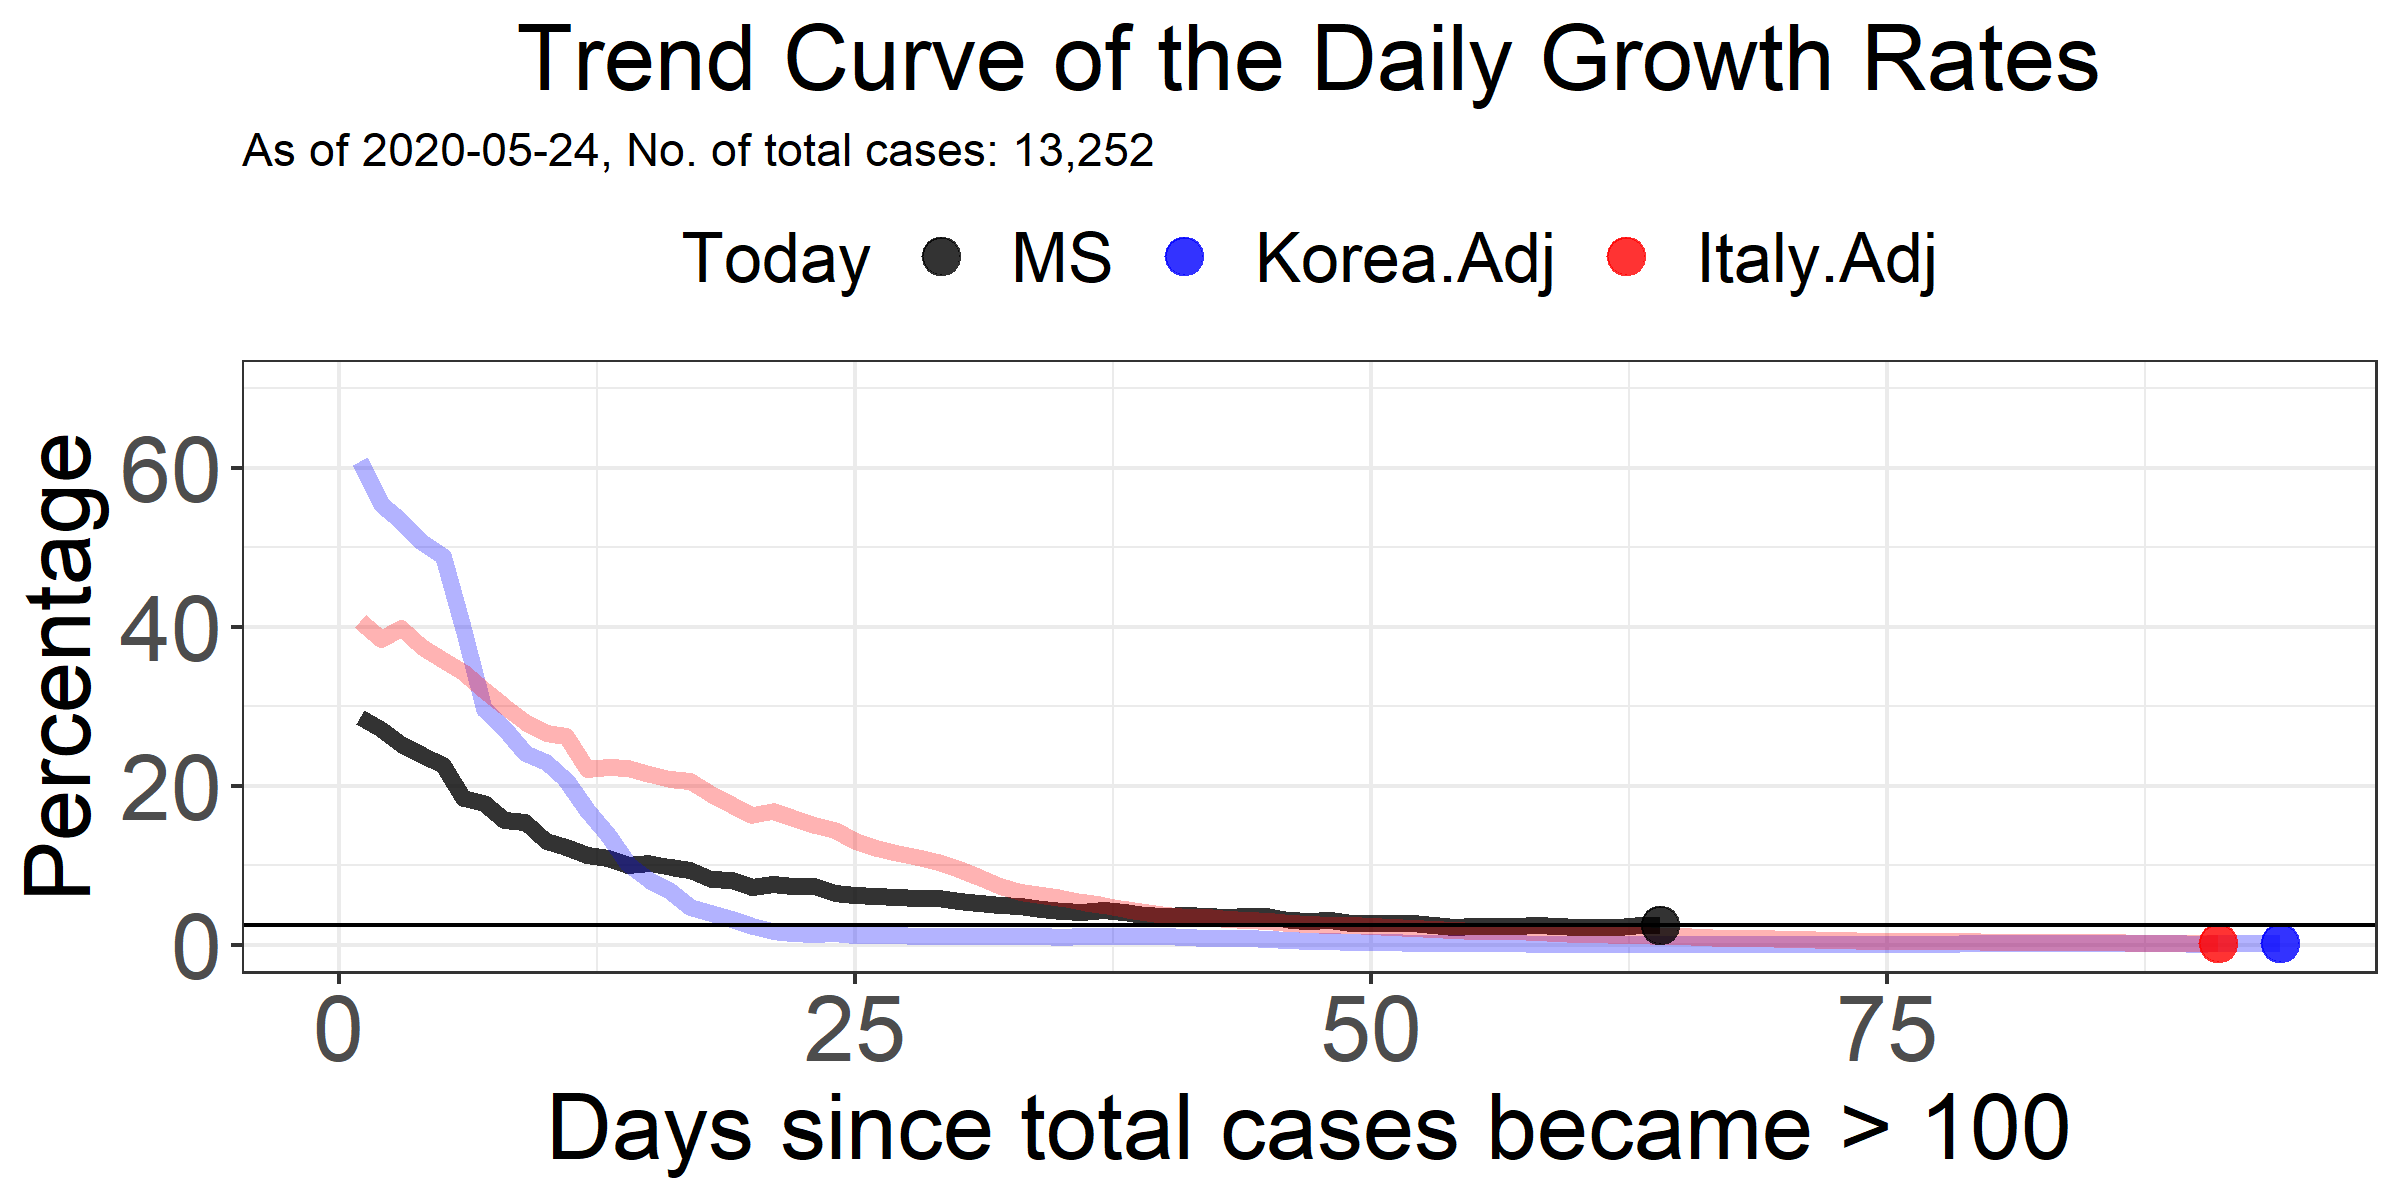 Trend Curve of the Daily Growth Rates
As of 2020-05-24, No. of total cases: 13,252
Today MS Korea.Adj Italy.Adj
Percentage
60
40
20
0
0 25 50 75
Days since total cases became > 100